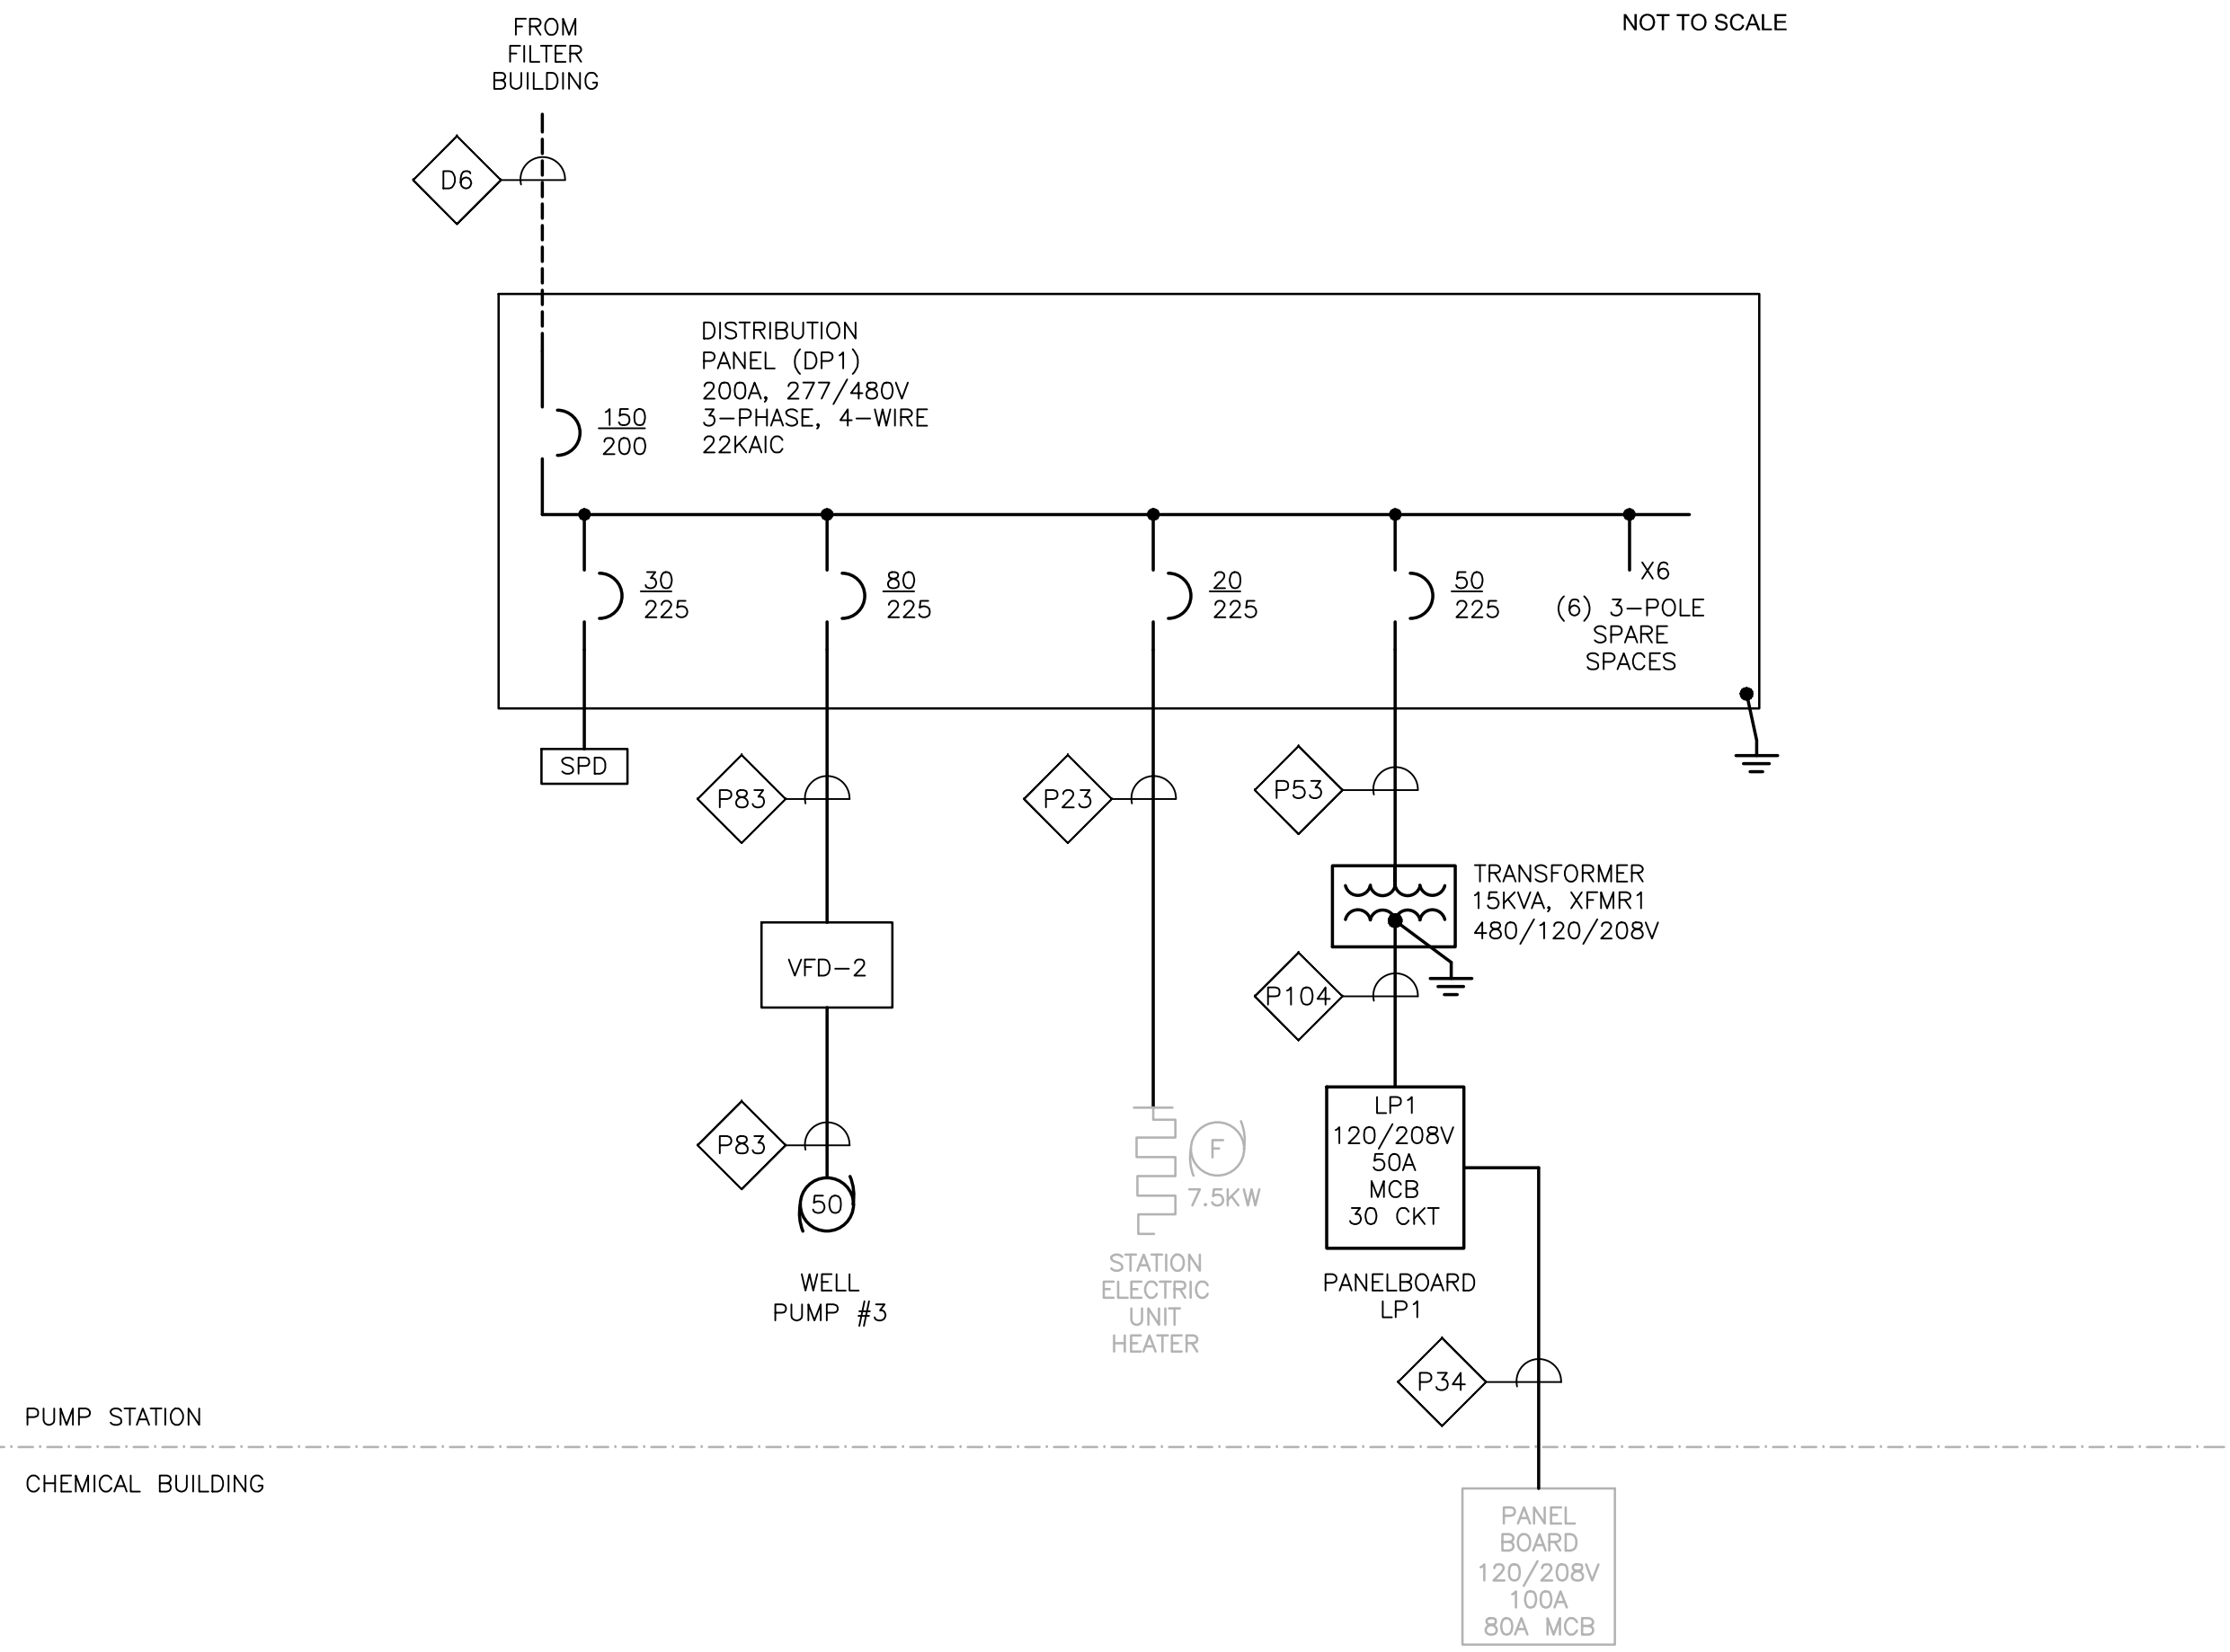 NOT TO SCALE
FROM
FILTER
BUILDING
D6
DISTRIBUTION
PANEL (DP1)
200A, 277/480V
3-PHASE, 4-WIRE
22KAIC
150
200
30
225
80
225
20
225
50
225
X6
(6) 3-POLE
SPARE
SPACES
SPD
P83
P23
P53
TRANSFORMER
15KVA, XFMR1
480/120/208V
VFD-2
P104
P83
50
WELL
PUMP #3
F
7.5KW
STATION
ELECTRIC
UNIT
HEATER
LP1
120/208V
50A
MCB
30 CKT
PANELBOARD
LP1
P34
PUMP STATION
CHEMICAL BUILDING
PANEL
BOARD
120/208V
100A
80A MCB